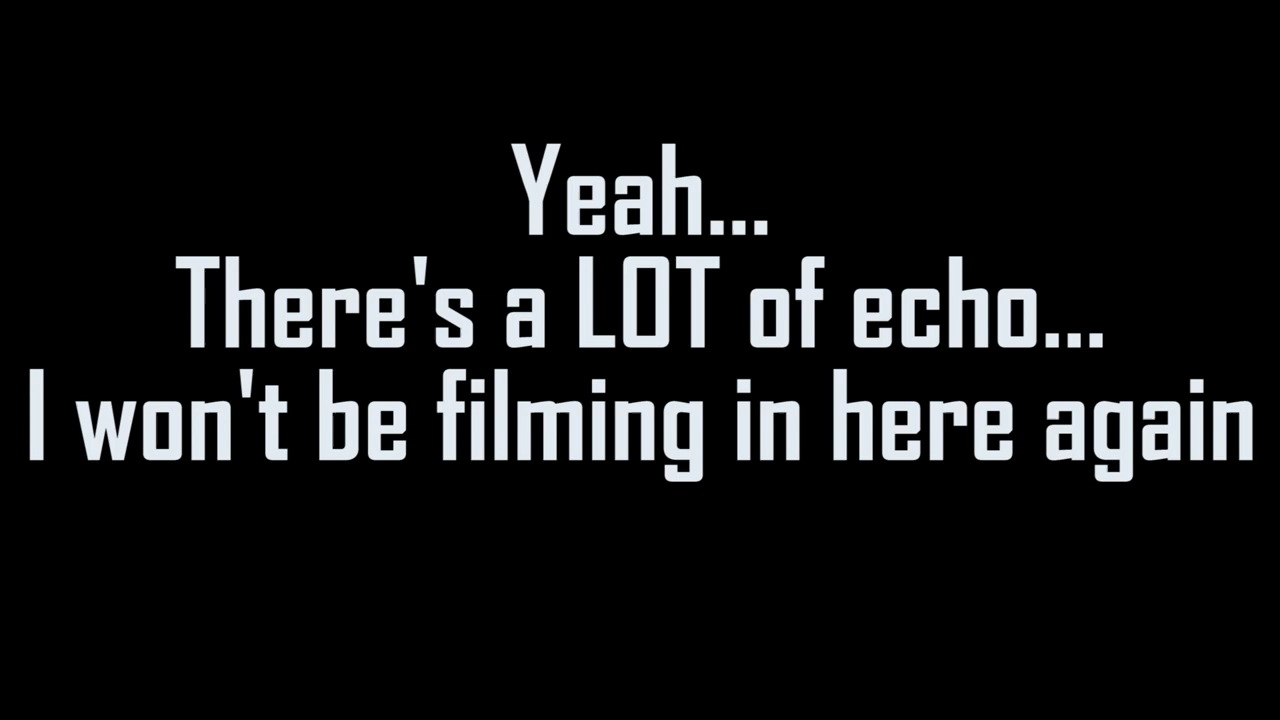 Yeah...
There's a LOT of echo...
I won't be filming in here again